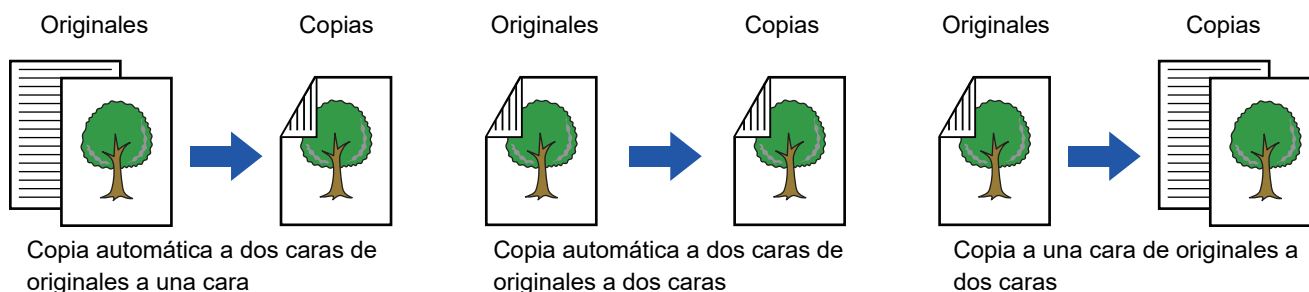 Originales Copias
Originales Copias
Originales Copias
Copia automática a dos caras de
originales a una cara
Copia automática a dos caras de
originales a dos caras
Copia a una cara de originales a
dos caras